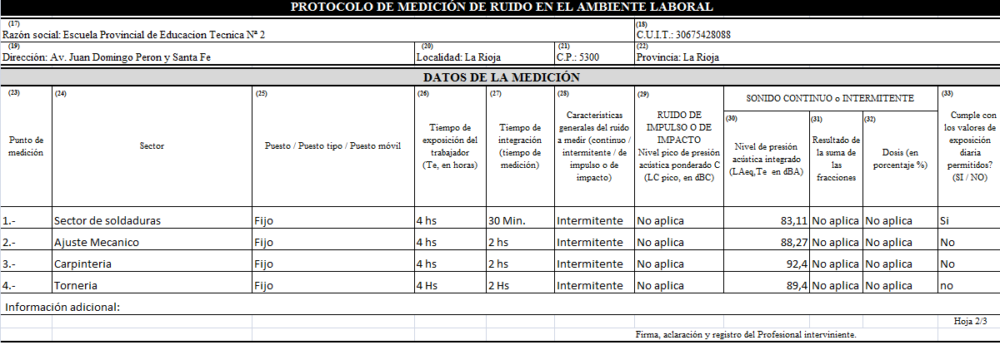 PROTOCOLO DE MEDICIÓN DE RUIDO EN EL AMBIENTE LABORAL
(17) (18)
Razón social: Escuela Provincial de Educacion Tecnica Nª 2 C.U.I.T.: 30675428088
(19) (20) (21) (22)
Dirección: Av. Juan Domingo Peron y Santa Fe Localidad: La Rioja C.P.: 5300 Provincia: La Rioja
DATOS DE LA MEDICIÓN
(23)
Punto de
medición
(24)
Sector
(25)
Puesto / Puesto tipo / Puesto móvil
(26)
Tiempo de
exposición del
trabajador
(Te, en horas)
(27)
Tiempo de
integración
(tiempo de
medición)
(28)
Características
generales del ruido
a medir (continuo /
intermitente / de
impulso o de
impacto)
(29)
RUIDO DE
IMPULSO O DE
IMPACTO
Nivel pico de presión
acústica ponderado C
(LC pico, en dBC)
SONIDO CONTINUO o INTERMITENTE
(30)
Nivel de presión
acústica integrado
(LAeq,Te en dBA)
(31)
Resultado de
la suma de
las
fracciones
(32)
Dosis (en
porcentaje %)
(33)
Cumple con
los valores de
exposición
diaria
permitidos?
(SI / NO)
1.- Sector de soldaduras Fijo 4 hs 30 Min. Intermitente No aplica 83,11 No aplica No aplica Si
2.- Ajuste Mecanico Fijo 4 hs 2 hs Intermitente No aplica 88,27 No aplica No aplica No
3.- Carpinteria Fijo 4 hs 2 hs Intermitente No aplica 92,4 No aplica No aplica No
4.- Torneria Fijo 4 Hs 2 Hs Intermitente No aplica 89,4 No aplica No aplica no
Información adicional:
Hoja 2/3
Firma, aclaración y registro del Profesional interviniente.